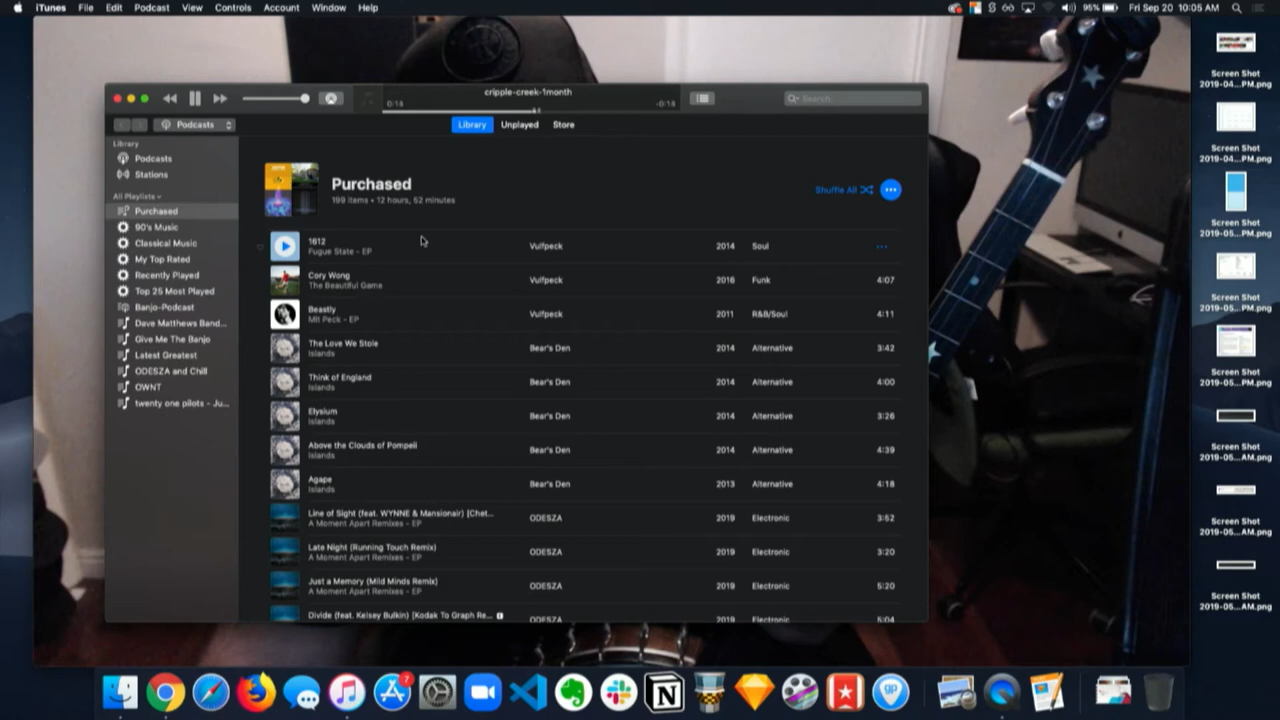 iTunes File Edit Podcast View Controls Account Window Help
95% Fri Sep 20 10:05 AM
cripple-creek-1month
0:16 -0:16
Search
Podcasts
Library Unplayed Store
Library
Podcasts
Stations
All Playlists
Purchased
90's Music
Classical Music
My Top Rated
Recently Played
Top 25 Most Played
Banjo-Podcast
Dave Matthews Band...
Give Me The Banjo
Latest Greatest
ODESZA and Chill
OWNT
twenty one pilots - Ju...
Purchased
199 items • 12 hours, 52 minutes
Shuffle All
1612 Vulfpeck 2014 Soul
Fugue State - EP
Cory Wong Vulfpeck 2016 Funk 4:07
The Beautiful Game
Beastly Vulfpeck 2011 R&B/Soul 4:11
Mit Peck - EP
The Love We Stole Bear's Den 2014 Alternative 3:42
Islands
Think of England Bear's Den 2014 Alternative 4:00
Islands
Elysium Bear's Den 2014 Alternative 3:26
Islands
Above the Clouds of Pompeii Bear's Den 2014 Alternative 4:39
Islands
Agape Bear's Den 2013 Alternative 4:18
Islands
Line of Sight (feat. WYNNE & Mansionair) [Chet... ODESZA 2019 Electronic 3:52
A Moment Apart Remixes - EP
Late Night (Running Touch Remix) ODESZA 2019 Electronic 3:20
A Moment Apart Remixes - EP
Just a Memory (Mild Minds Remix) ODESZA 2019 Electronic 5:20
A Moment Apart Remixes - EP
Divide (feat. Kelsey Bulkin) [Kodak To Graph Re... ODESZA 2019 Electronic 5:04
Screen Shot
2019-04...PM.png
Screen Shot
2019-04...PM.png
Screen Shot
2019-05...PM.png
Screen Shot
2019-05...PM.png
Screen Shot
2019-05...PM.png
Screen Shot
2019-06...AM.png
Screen Shot
2019-06...AM.png
Screen Shot
2019-06...AM.png
7
N
gp